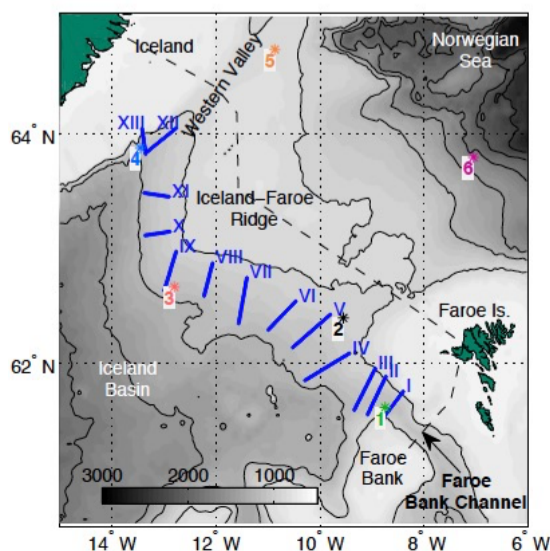 Iceland
Norwegian
Sea
Western Valley
5
64° N
XIII
XII
4
6
XI
Iceland–Faroe
Ridge
X
IX
VIII
VII
3
VI
V
2
Faroe Is.
62° N
IV
III
II
I
Iceland
Basin
1
Faroe
Bank
3000 2000 1000
Faroe
Bank Channel
14° W 12° W 10° W 8° W 6° W